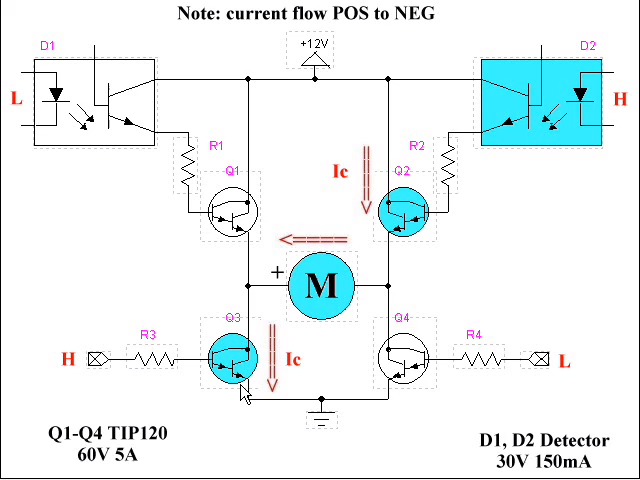 Note: current flow POS to NEG
D1
+12V
D2
L
H
R1
R2
Q1
Ic
Q2
+
M
Q3
Q4
R3
R4
H
Ic
L
Q1-Q4 TIP120
60V 5A
D1, D2 Detector
30V 150mA